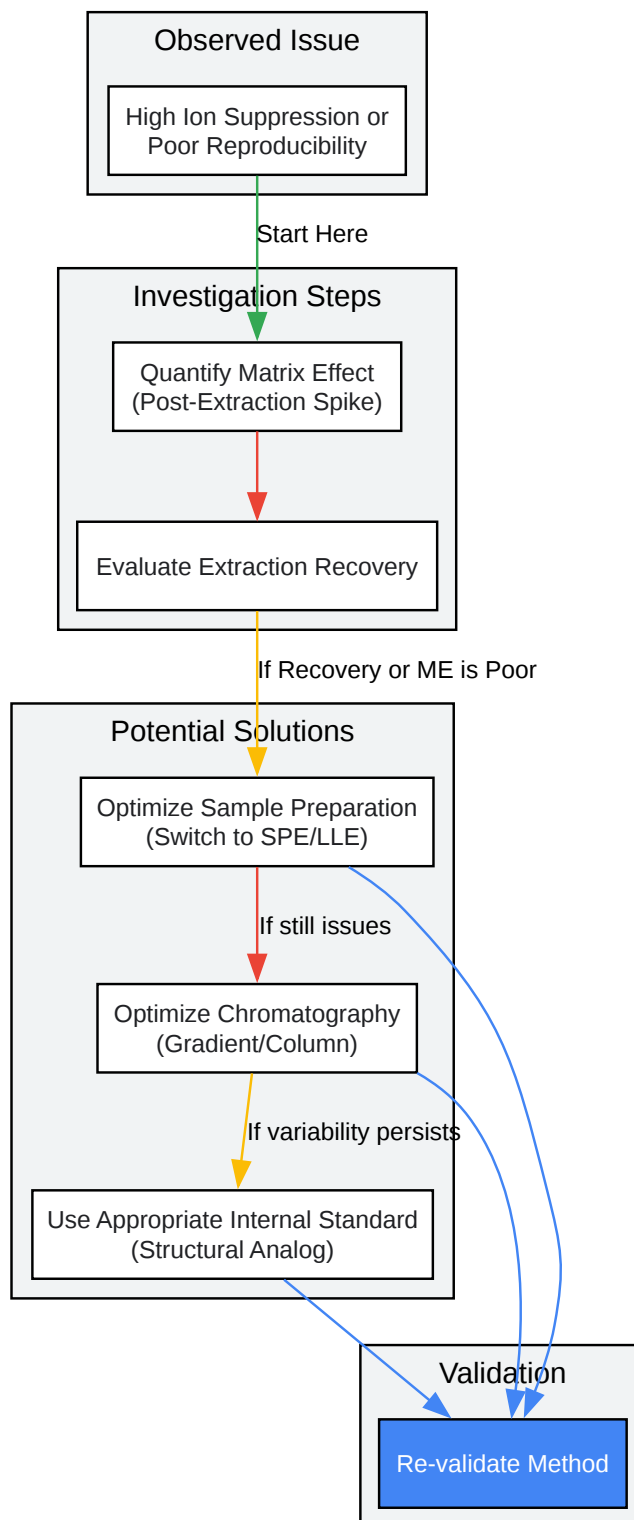 Observed Issue
High Ion Suppression or
Poor Reproducibility
Start Here
Investigation Steps
Quantify Matrix Effect
(Post-Extraction Spike)
Evaluate Extraction Recovery
If Recovery or ME is Poor
Potential Solutions
Optimize Sample Preparation
(Switch to SPE/LLE)
If still issues
Optimize Chromatography
(Gradient/Column)
If variability persists
Use Appropriate Internal Standard
(Structural Analog)
Validation
Re-validate Method